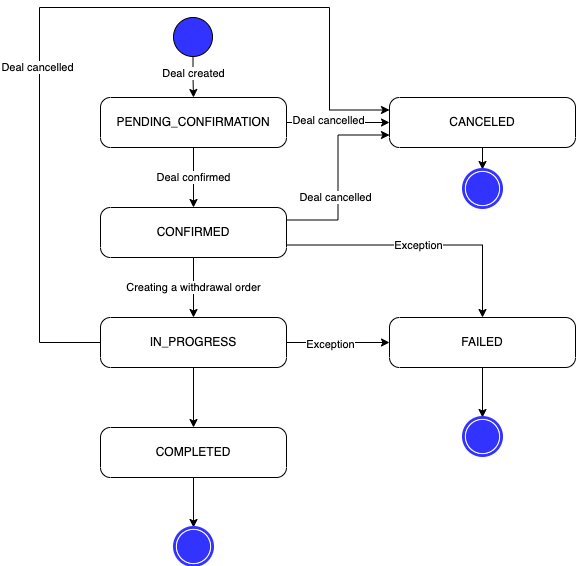 Deal cancelled
Deal created
PENDING_CONFIRMATION
Deal cancelled
CANCELED
Deal confirmed
Deal cancelled
CONFIRMED
Exception
Creating a withdrawal order
IN_PROGRESS
Exception
FAILED
COMPLETED